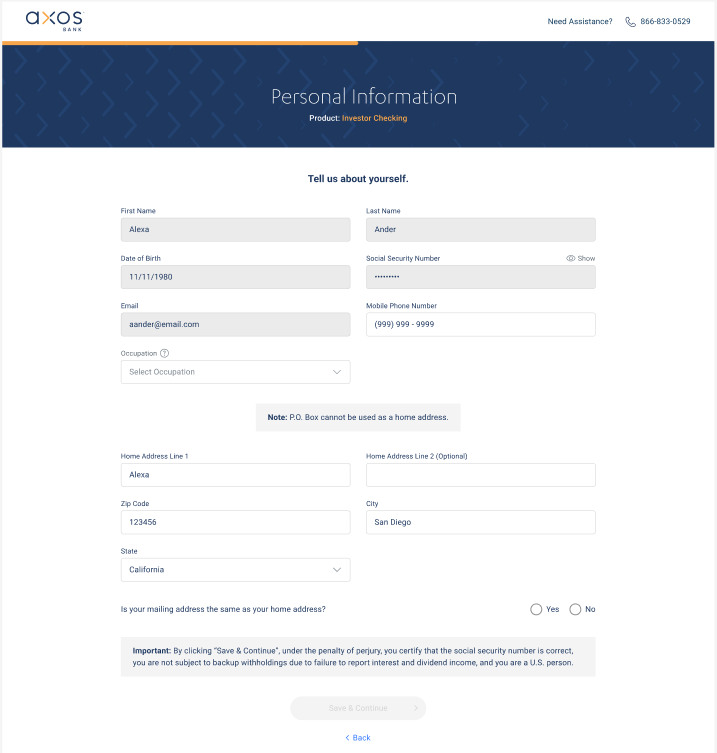 axos
BANK
Need Assistance? 866-833-0529
Personal Information
Product: Investor Checking
Tell us about yourself.
First Name
Alexa
Last Name
Ander
Date of Birth
11/11/1980
Social Security Number
Show
•••••••••
Email
aander@email.com
Mobile Phone Number
(999) 999 - 9999
Occupation ?
Select Occupation
Note: P.O. Box cannot be used as a home address.
Home Address Line 1
Alexa
Home Address Line 2 (Optional)
Zip Code
123456
City
San Diego
State
California
Is your mailing address the same as your home address?
Yes
No
Important: By clicking "Save & Continue", under the penalty of perjury, you certify that the social security number is correct,
you are not subject to backup withholdings due to failure to report interest and dividend income, and you are a U.S. person.
Save & Continue
Back